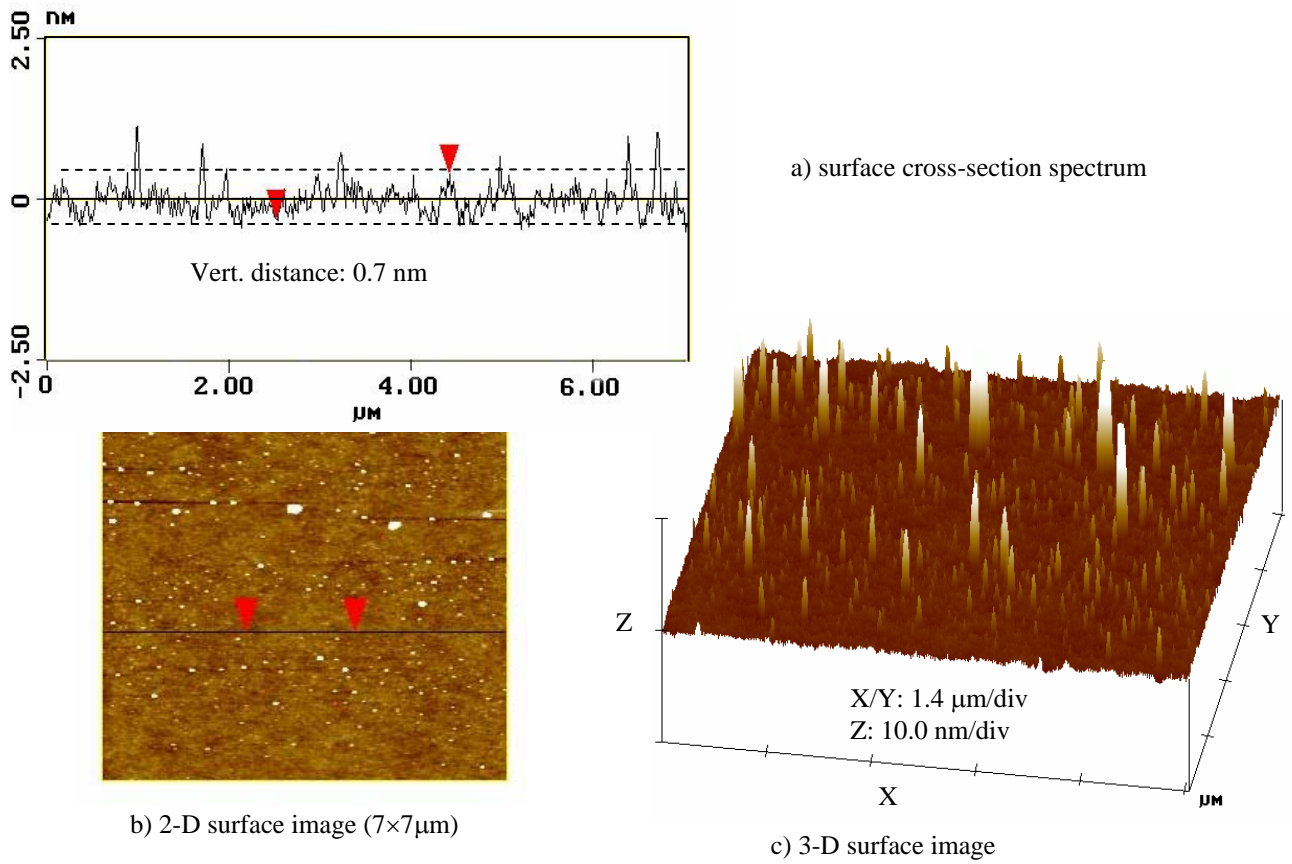 nM
2.50
0
-2.50
0 2.00 4.00 6.00
μM
Vert. distance: 0.7 nm
a) surface cross-section spectrum
b) 2-D surface image (7×7μm)
Z
Y
X/Y: 1.4 μm/div
Z: 10.0 nm/div
X
μM
c) 3-D surface image